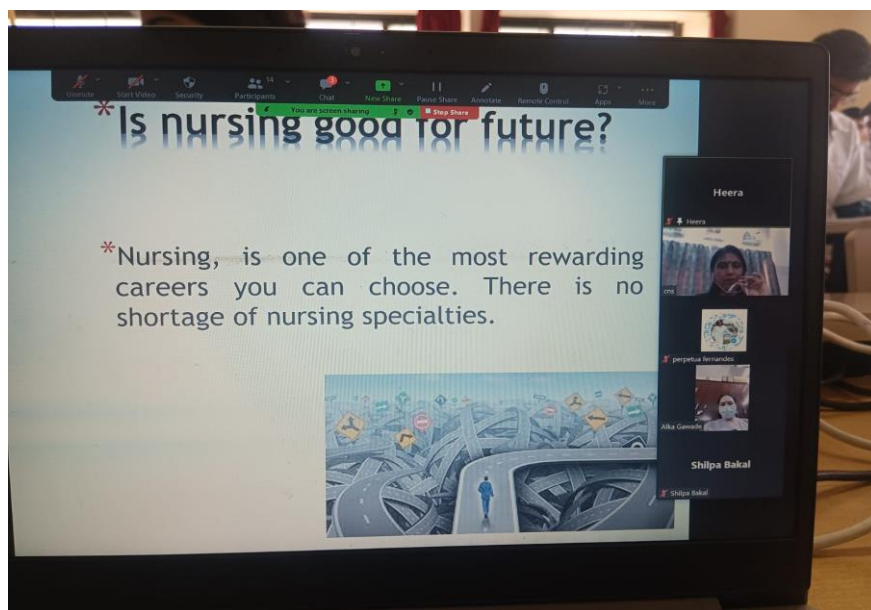 Unmute
Start Video
Security
Participants
14
Chat
3
New Share
Pause Share
Annotate
Remote Control
Apps
More
You are screen sharing
Stop Share
*Is nursing good for future?
*Nursing, is one of the most rewarding
careers you can choose. There is no
shortage of nursing specialties.
Heera
Heera
cns
perpetua fernandes
Alka Gawade
Shilpa Bakal
Shilpa Bakal